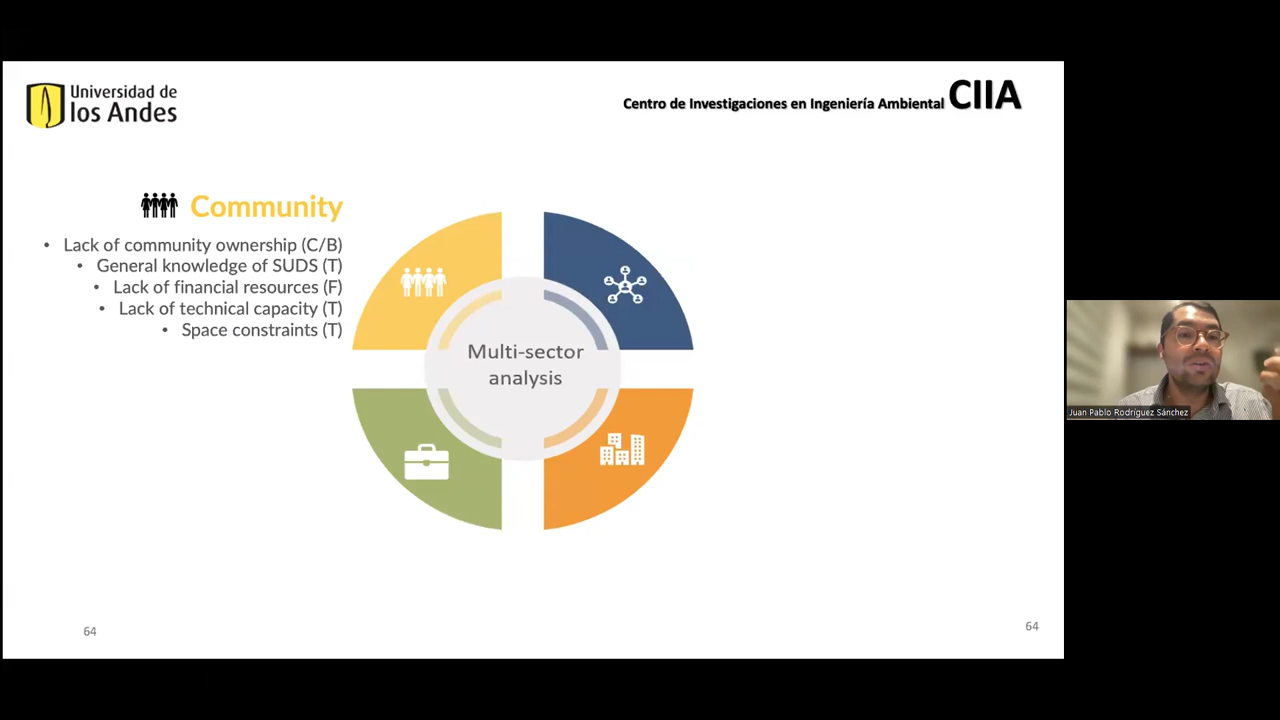 Universidad de
los Andes
Centro de Investigaciones en Ingeniería Ambiental CIIA
Community
• Lack of community ownership (C/B)
• General knowledge of SUDS (T)
• Lack of financial resources (F)
• Lack of technical capacity (T)
• Space constraints (T)
Multi-sector
analysis
Juan Pablo Rodríguez Sánchez
64
64